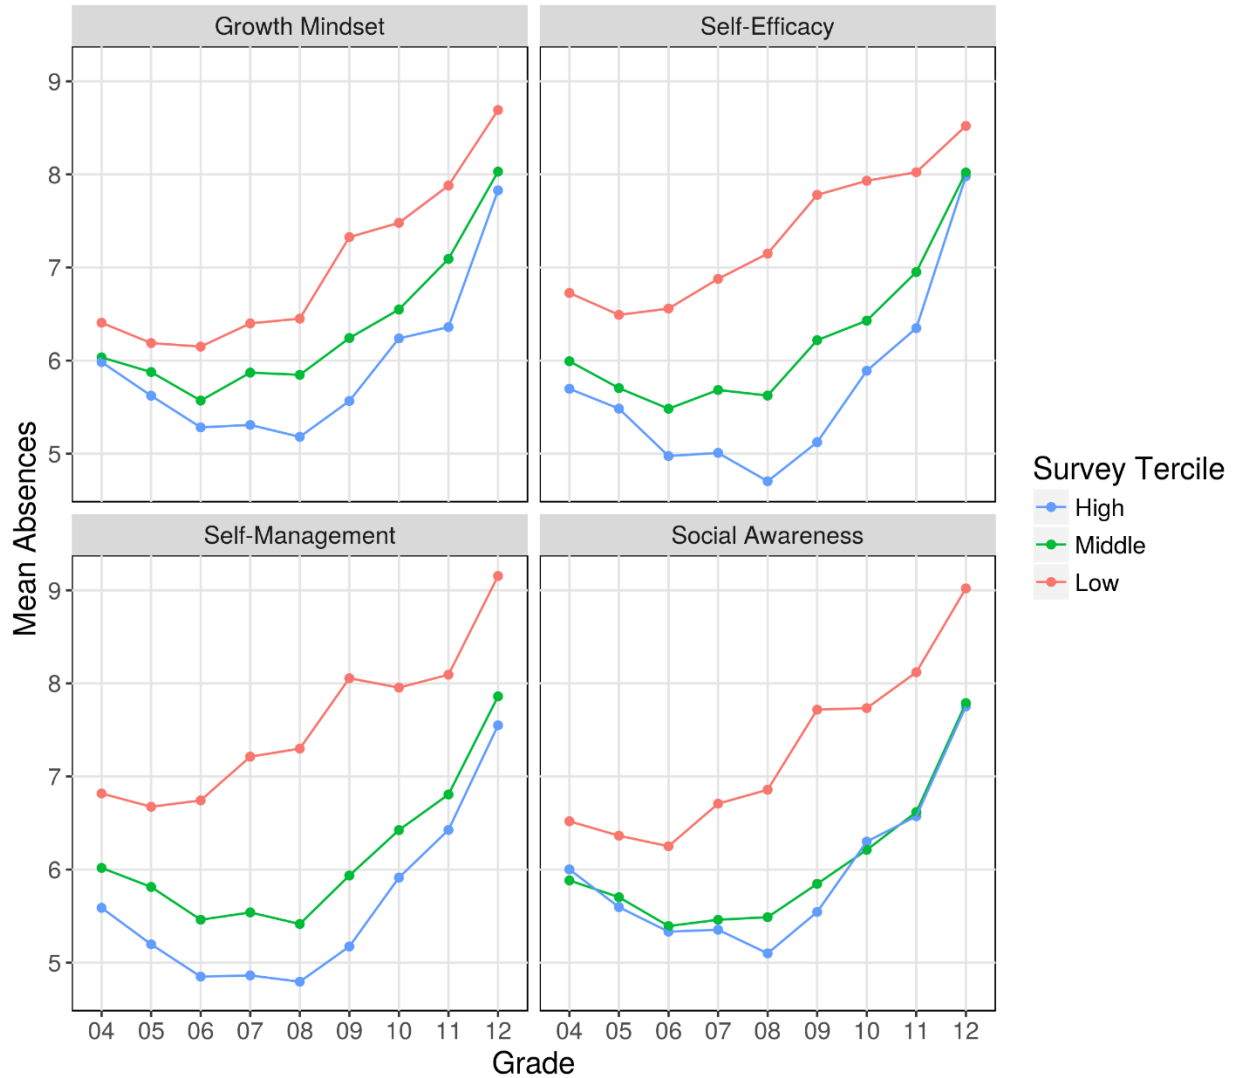 Growth Mindset
Self-Efficacy
9
8
7
6
5
Self-Management
Social Awareness
9
8
7
6
5
04 05 06 07 08 09 10 11 12
04 05 06 07 08 09 10 11 12
Grade
Mean Absences
Survey Tercile
High
Middle
Low